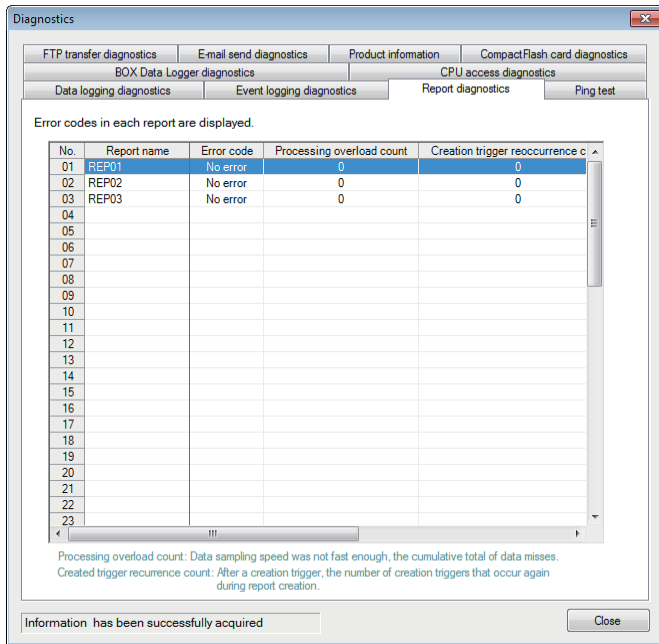 Diagnostics
FTP transfer diagnostics E-mail send diagnostics Product information CompactFlash card diagnostics
BOX Data Logger diagnostics CPU access diagnostics
Data logging diagnostics Event logging diagnostics Report diagnostics Ping test
Error codes in each report are displayed.
No. Report name Error code Processing overload count Creation trigger reoccurrence c
01 REP01 No error 0 0
02 REP02 No error 0 0
03 REP03 No error 0 0
04
05
06
07
08
09
10
11
12
13
14
15
16
17
18
19
20
21
22
23
Processing overload count: Data sampling speed was not fast enough, the cumulative total of data misses.
Created trigger recurrence count: After a creation trigger, the number of creation triggers that occur again
during report creation.
Information has been successfully acquired
Close